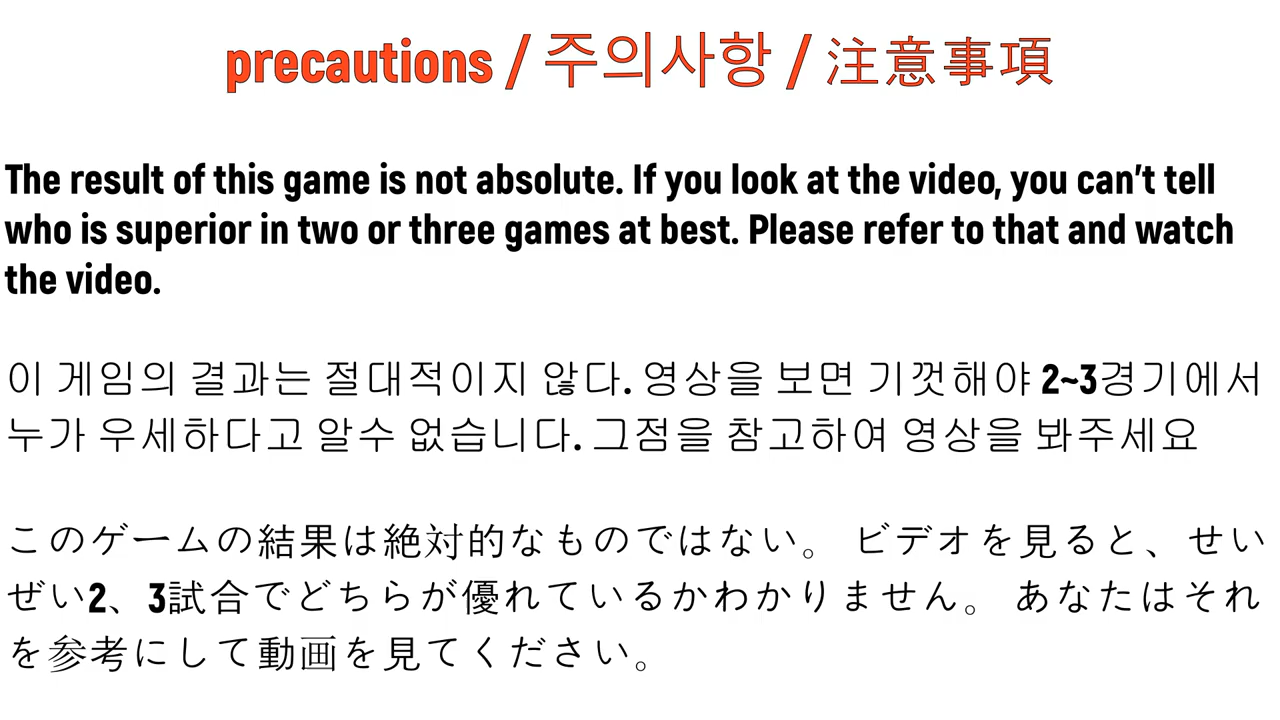 precautions / 주의사항 / 注意事項
The result of this game is not absolute. If you look at the video, you can't tell
who is superior in two or three games at best. Please refer to that and watch
the video.
이 게임의 결과는 절대적이지 않다. 영상을 보면 기껏해야 2~3경기에서
누가 우세하다고 알수 없습니다. 그점을 참고하여 영상을 봐주세요
このゲームの結果は絶対的なものではない。 ビデオを見ると、せい
ぜい2、3試合でどちらが優れているかわかりません。 あなたはそれ
を参考にして動画を見てください。